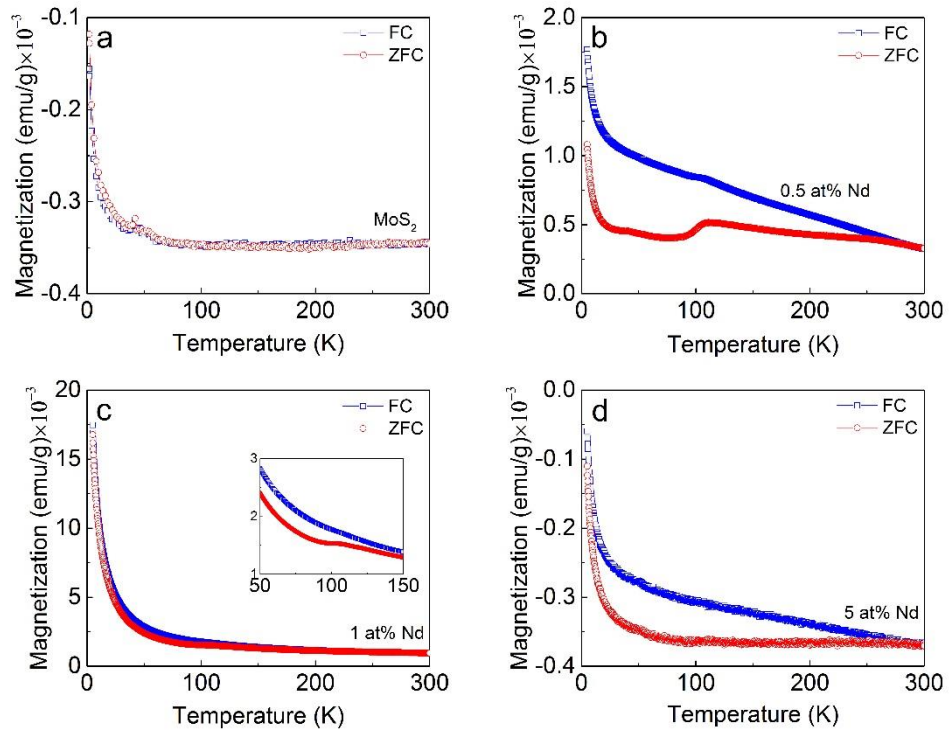 a
FC
ZFC
MoS₂
Magnetization (emu/g)×10⁻³
-0.1
-0.2
-0.3
-0.4
0
100
200
300
Temperature (K)
b
FC
ZFC
0.5 at% Nd
Magnetization (emu/g)×10⁻³
2.0
1.5
1.0
0.5
0.0
0
100
200
300
Temperature (K)
c
FC
ZFC
1 at% Nd
Magnetization (emu/g)×10⁻³
20
15
10
5
0
3
2
1
50
100
150
0
100
200
300
Temperature (K)
d
FC
ZFC
5 at% Nd
Magnetization (emu/g)×10⁻³
0.0
-0.1
-0.2
-0.3
-0.4
0
100
200
300
Temperature (K)